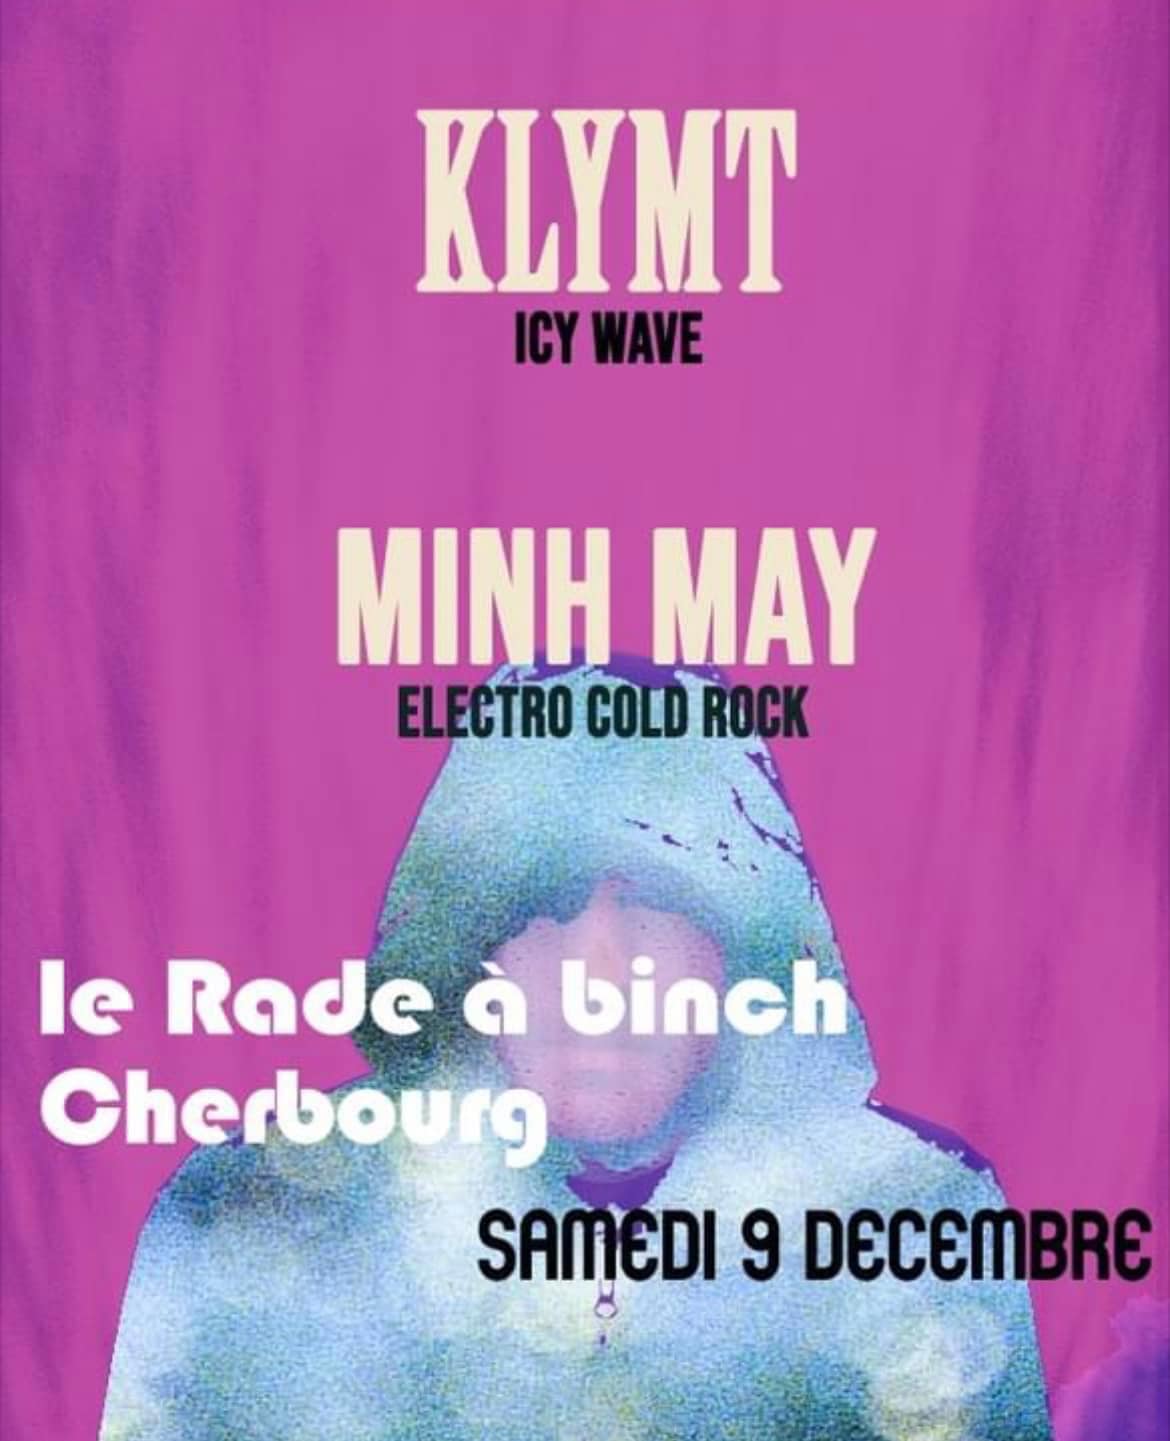 KLYMT
ICY WAVE
MINH MAY
ELECTRO COLD ROCK
le Rade à binch
Cherbourg
SAMEDI 9 DECEMBRE